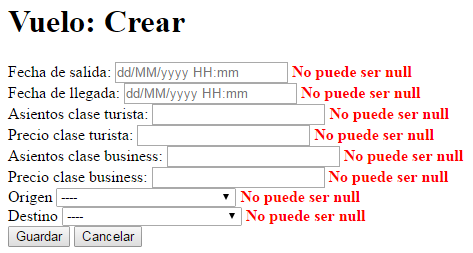 Vuelo: Crear
Fecha de salida: dd/MM/yyyy HH:mm No puede ser null
Fecha de llegada: dd/MM/yyyy HH:mm No puede ser null
Asientos clase turista: No puede ser null
Precio clase turista: No puede ser null
Asientos clase business: No puede ser null
Precio clase business: No puede ser null
Origen ---- No puede ser null
Destino ---- No puede ser null
Guardar Cancelar